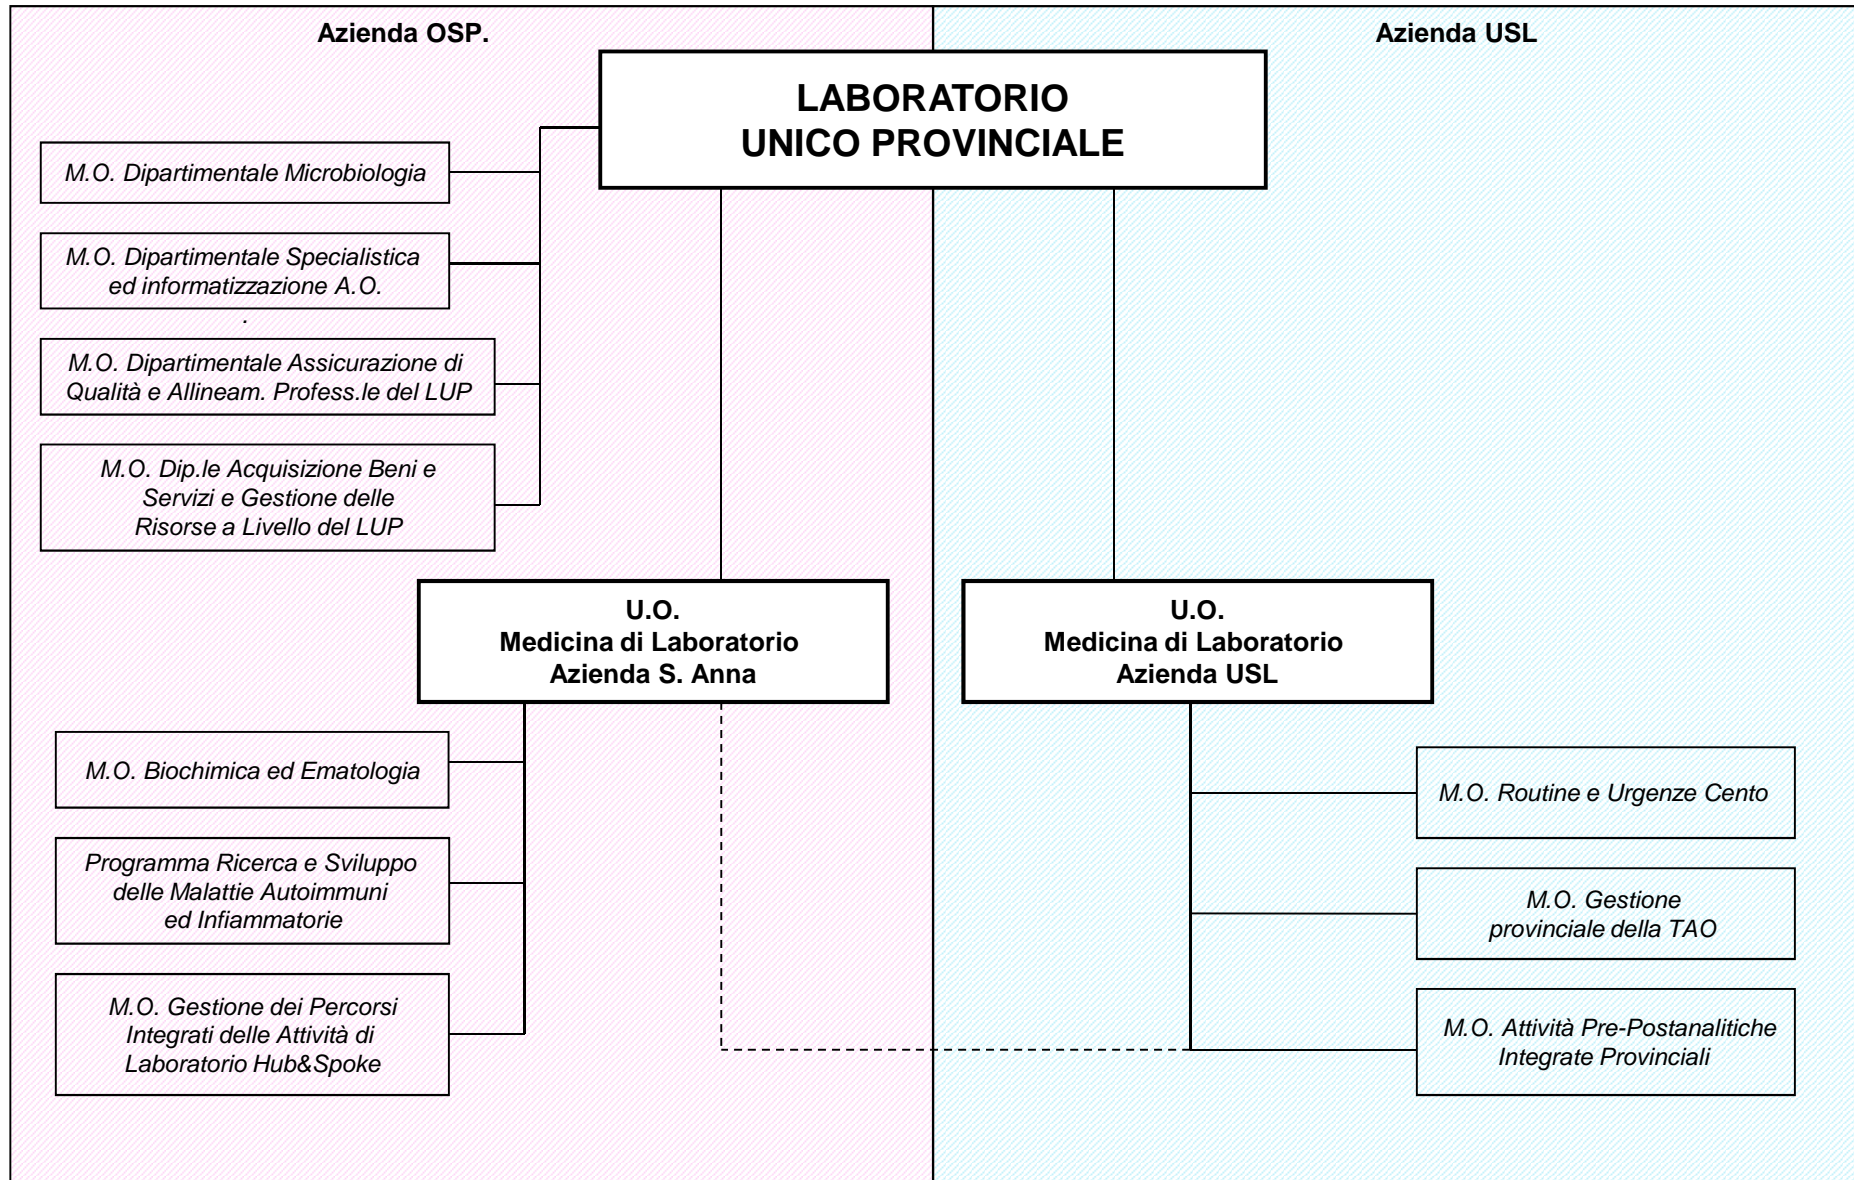 Azienda OSP.
Azienda USL
LABORATORIO
UNICO PROVINCIALE
M.O. Dipartimentale Microbiologia
M.O. Dipartimentale Specialistica
ed informatizzazione A.O.
.
M.O. Dipartimentale Assicurazione di
Qualità e Allineam. Profess.le del LUP
M.O. Dip.le Acquisizione Beni e
Servizi e Gestione delle
Risorse a Livello del LUP
U.O.
Medicina di Laboratorio
Azienda S. Anna
U.O.
Medicina di Laboratorio
Azienda USL
M.O. Biochimica ed Ematologia
Programma Ricerca e Sviluppo
delle Malattie Autoimmuni
ed Infiammatorie
M.O. Gestione dei Percorsi
Integrati delle Attività di
Laboratorio Hub&Spoke
M.O. Routine e Urgenze Cento
M.O. Gestione
provinciale della TAO
M.O. Attività Pre-Postanalitiche
Integrate Provinciali